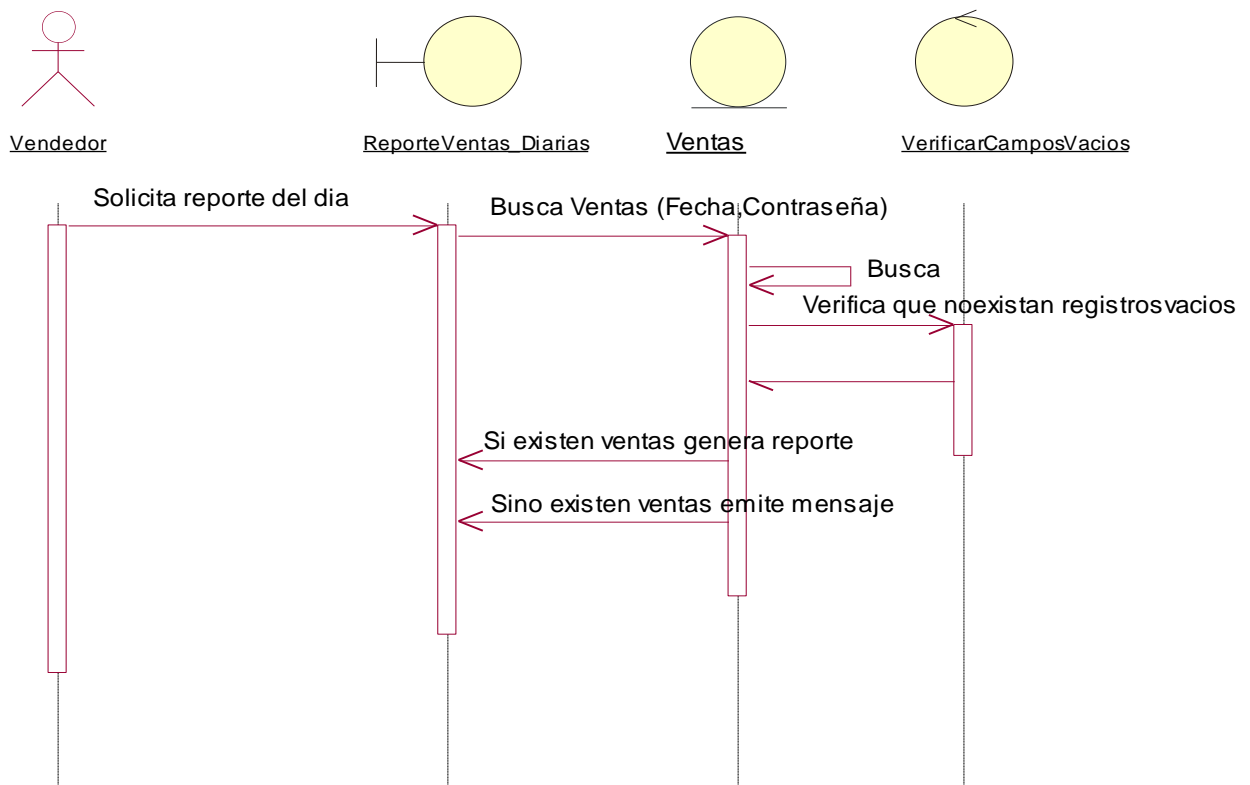 Vendedor
ReporteVentas_Diarias
Ventas
VerificarCamposVacios
Solicita reporte del dia
Busca Ventas (Fecha,Contraseña)
Busca
Verifica que noexistan registrosvacios
Si existen ventas genera reporte
Sino existen ventas emite mensaje